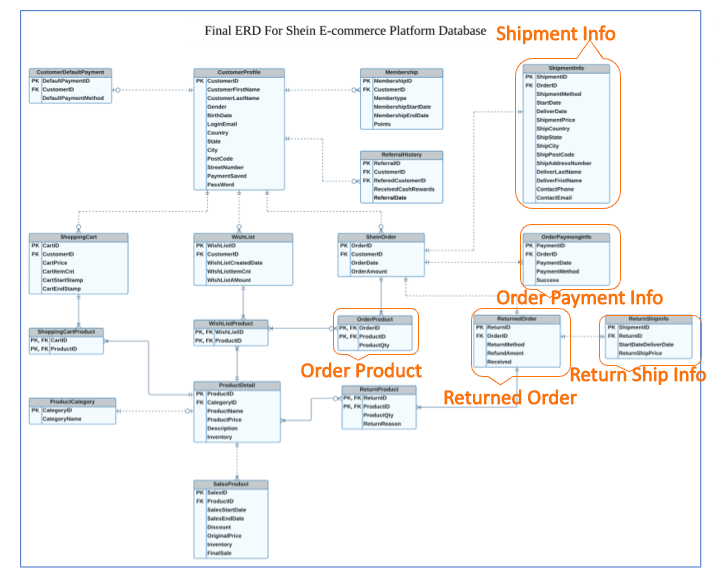 Final ERD For Shein E-commerce Platform Database
Shipment Info
CustomerDefaultPayment
PK DefaultPaymentID
FK CustomerID
DefaultPaymentMethod
CustomerProfile
PK CustomerID
CustomerFirstName
CustomerLastName
Gender
BirthDate
LoginEmail
Country
State
City
PostCode
StreetNumber
PaymentSaved
PassWord
Membership
PK MembershipID
FK CustomerID
Membertype
MembershipStartDate
MembershipEndDate
Points
ReferralHistory
PK ReferralID
FK CustomerID
FK ReferedCustomerID
ReceivedCashRewards
ReferralDate
ShipmentInfo
PK ShipmentID
FK OrderID
ShipmentMethod
StartDate
DeliverDate
ShipmentPrice
ShipCountry
ShipState
ShipCity
ShipPostCode
ShipAddressNumber
DeliverLastName
DeliverFristName
ContactPhone
ContactEmail
ShoppingCart
PK CartID
FK CustomerID
CartPrice
CartItemCnt
CartStartStamp
CartEndStamp
WishList
PK WishListID
FK CustomerID
WishListCreatedDate
WishListItemCnt
WishListAMount
SheinOrder
PK OrderID
FK CustomerID
OrderDate
OrderAmount
OrderPaymengInfo
PK PaymentID
FK OrderID
PaymentDate
PaymentMethod
Success
Order Payment Info
ShoppingCartProduct
PK, FK CartID
PK, FK ProductID
WishListProduct
PK, FK WishListID
PK, FK ProductID
OrderProduct
PK, FK OrderID
PK, FK ProductID
ProductQty
Order Product
ReturnedOrder
PK ReturnID
FK OrderID
ReturnMethod
RefundAmont
Received
Returned Order
ReturnShipInfo
PK ShipmentID
FK ReturnID
StartDateDeliverDate
ReturnShipPrice
Return Ship Info
ProductCategory
PK CategoryID
CategoryName
ProductDetail
PK ProductID
FK CategoryID
ProductName
ProductPrice
Description
Inventory
ReturnProduct
PK, FK ReturnID
PK, FK ProductID
ProductQty
ReturnReason
SalesProduct
PK SalesID
FK ProductID
SalesStartDate
SalesEndDate
Discount
OriginalPrice
Inventory
FinalSale